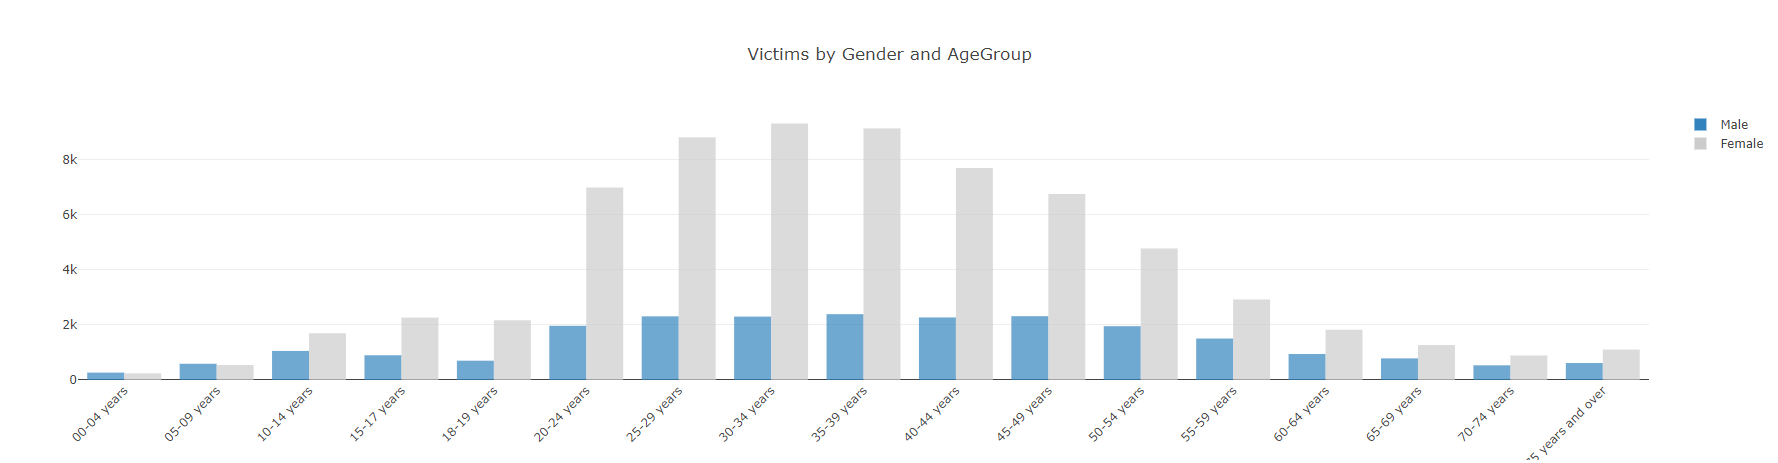 Victims by Gender and AgeGroup
Male
Female
8k
6k
4k
2k
0
00-04 years
05-09 years
10-14 years
15-17 years
18-19 years
20-24 years
25-29 years
30-34 years
35-39 years
40-44 years
45-49 years
50-54 years
55-59 years
60-64 years
65-69 years
70-74 years
years and over